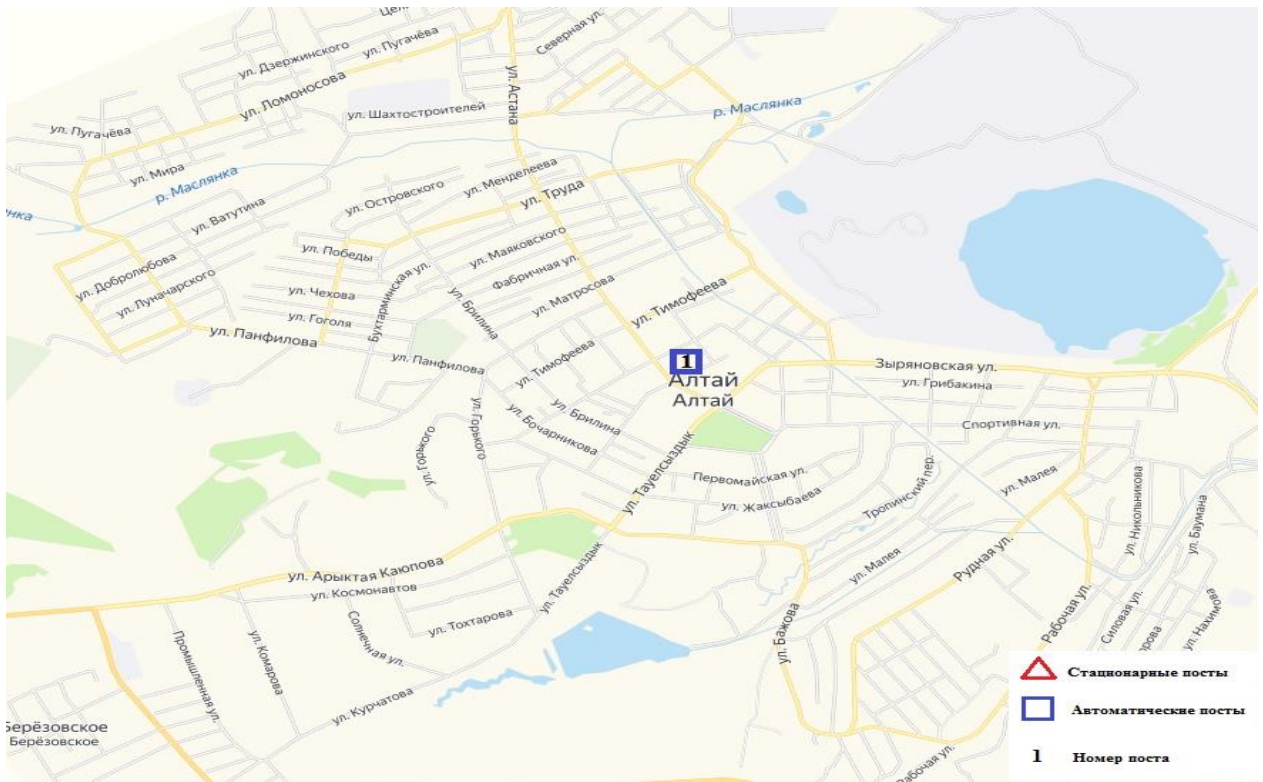 Цели
ул. Пугачёва
Северная ул.
ул. Дзержинского
ул. Ломоносова
ул. Астана
ул. Шахтостроителей
р. Маслянка
ул. Пугачёва
ул. Мира
р. Маслянка
ул. Менделеева
ул. Островского
ул. Труда
ул. Ватутина
нка
ул. Победы
ул. Маяковского
Фабричная ул.
ул. Добролюбова
ул. Луначарского
ул. Чехова
Бухтарминская ул.
ул. Брилина
ул. Матросова
ул. Тимофеева
ул. Гоголя
ул. Панфилова
ул. Панфилова
ул. Тимофеева
1
Алтай
Алтай
Зыряновская ул.
ул. Грибакина
ул. Горького
ул. Горького
ул. Бочарникова
ул. Брилина
Спортивная ул.
ул. Тауелсыздык
Первомайская ул.
ул. Жаксыбаева
Тропинский пер.
ул. Малея
ул. Никольникова
ул. Баумана
ул. Малея
Рудная ул.
ул. Арыктая Каюпова
ул. Космонавтов
ул. Тауелсыздык
ул. Тохтарова
Солнечная ул.
ул. Комарова
Промышленная ул.
ул. Бажова
Рабочая ул.
Силовая ул.
орова
ул. Нахимова
ул. Курчатова
Берёзовское
Берёзовское
Рабочая ул.
Стационарные посты
Автоматические посты
1 Номер поста